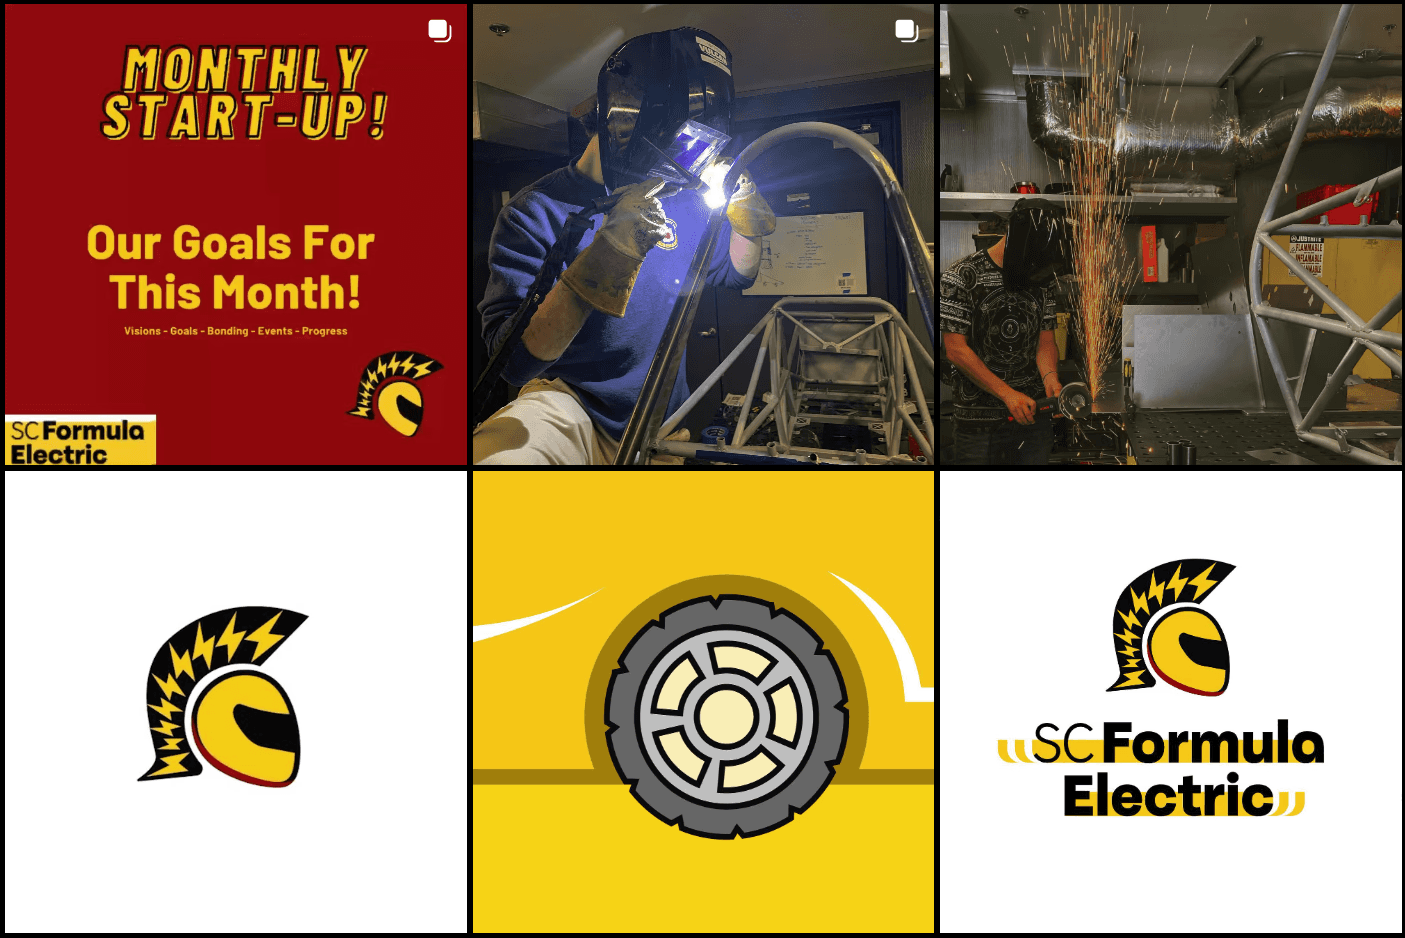 MONTHLY
START-UP!
Our Goals For
This Month!
Visions - Goals - Bonding - Events - Progress
SC Formula
Electric
FLAMMABLE
SC Formula
Electric